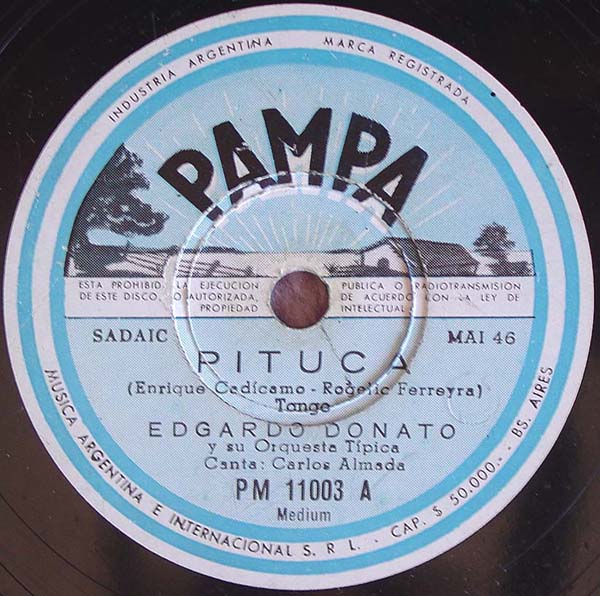 INDUSTRIA ARGENTINA MARCA REGISTRADA
PAMPA
ESTA PROHIBID LA EJECUCION PUBLICA O RADIOTRANSMISION
DE ESTE DISCO, O AUTORIZADA, DE ACUERDO CON LA LEY DE
PROPIEDAD INTELECTUAL
SADAIC MAI 46
PITUCA
(Enrique Cadícamo - Rogelio Ferreyra)
Tango
EDGARDO DONATO
y su Orquesta Típica
Canta: Carlos Almada
PM 11003 A
Medium
MUSICA ARGENTINA E INTERNACIONAL S. R. L. - CAP. $ 50.000.-- - BS. AIRES